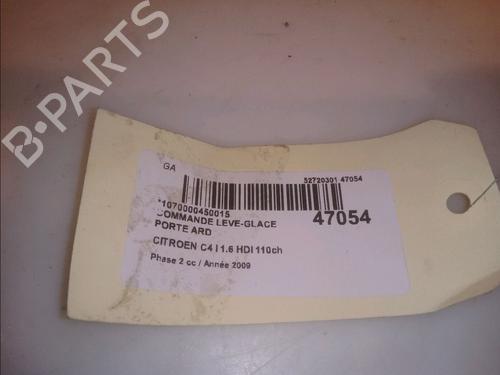 B-PARTS
GA
52720301 47054
*1070000450015
COMMANDE LEVE-GLACE
47054
PORTE ARD
CITROEN C4 I 1.6 HDI 110ch
Phase 2 cc / Année 2009